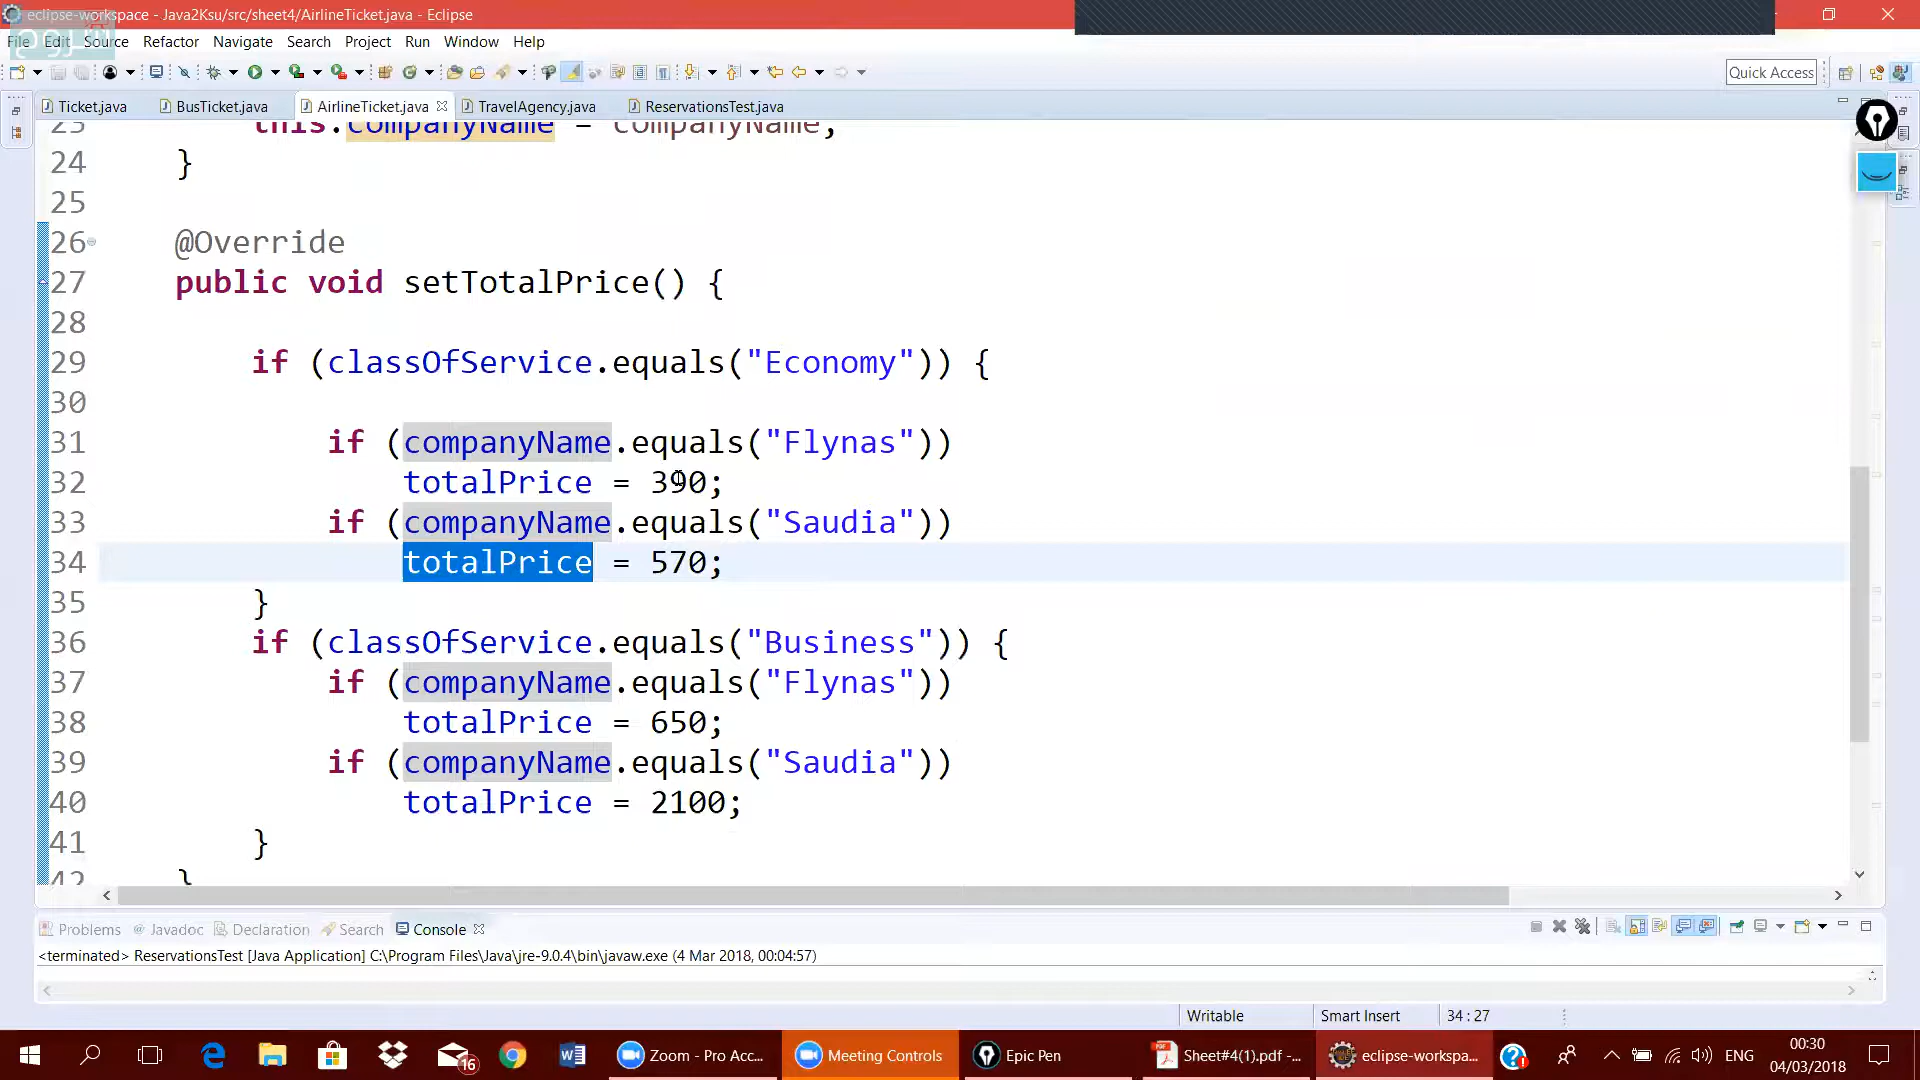 eclipse-workspace - Java2Ksu/src/sheet4/AirlineTicket.java - Eclipse
شروح
File Edit Source Refactor Navigate Search Project Run Window Help
Quick Access
Ticket.java BusTicket.java AirlineTicket.java TravelAgency.java ReservationsTest.java
23 this.companyName = companyName;
24 }
25
26 @Override
27 public void setTotalPrice() {
28
29 if (classOfService.equals("Economy")) {
30
31 if (companyName.equals("Flynas"))
32 totalPrice = 390;
33 if (companyName.equals("Saudia"))
34 totalPrice = 570;
35 }
36 if (classOfService.equals("Business")) {
37 if (companyName.equals("Flynas"))
38 totalPrice = 650;
39 if (companyName.equals("Saudia"))
40 totalPrice = 2100;
41 }
42 }
Problems @ Javadoc Declaration Search Console
<terminated> ReservationsTest [Java Application] C:\Program Files\Java\jre-9.0.4\bin\javaw.exe (4 Mar 2018, 00:04:57)
Writable Smart Insert 34 : 27
16 Zoom - Pro Acc... Meeting Controls Epic Pen Sheet#4(1).pdf - ... eclipse-workspa... ENG 00:30
04/03/2018